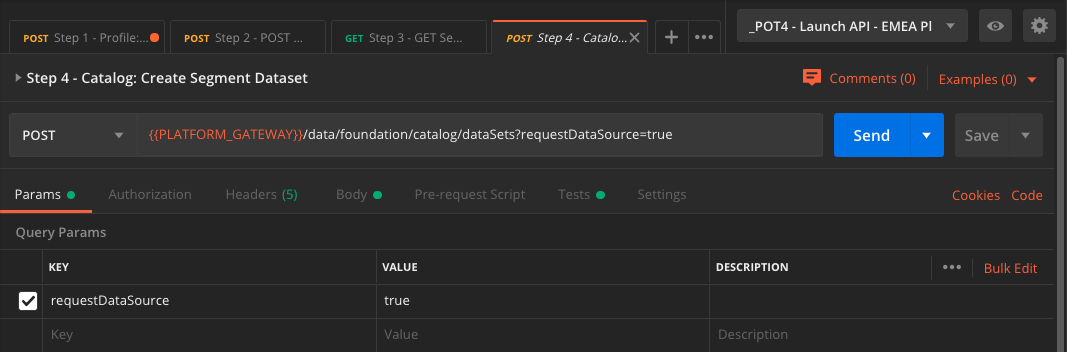 POST Step 1 - Profile:... POST Step 2 - POST ... GET Step 3 - GET Se... POST Step 4 - Catalo... _POT4 - Launch API - EMEA Pl
Step 4 - Catalog: Create Segment Dataset Comments (0) Examples (0)
POST {{PLATFORM_GATEWAY}}/data/foundation/catalog/dataSets?requestDataSource=true Send Save
Params Authorization Headers (5) Body Pre-request Script Tests Settings Cookies Code
Query Params
KEY VALUE DESCRIPTION Bulk Edit
requestDataSource true
Key Value Description